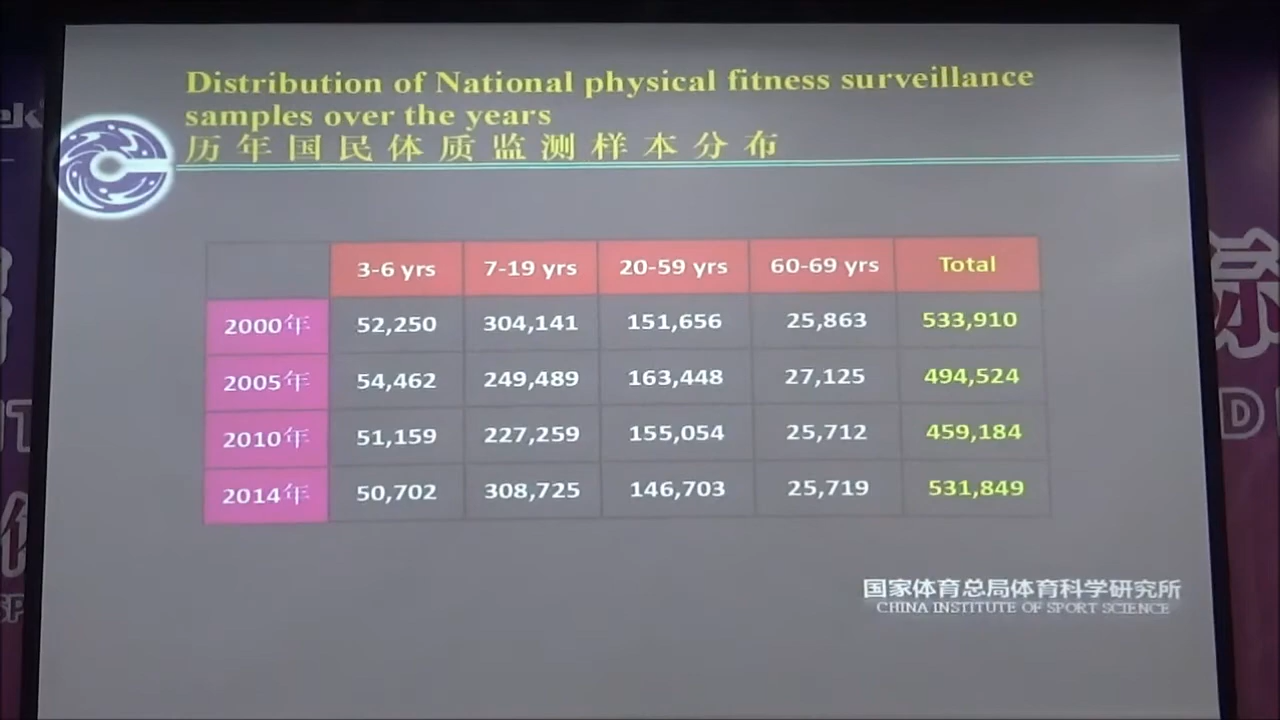 Distribution of National physical fitness surveillance
samples over the years
历年国民体质监测样本分布
3-6 yrs 7-19 yrs 20-59 yrs 60-69 yrs Total
2000年 52,250 304,141 151,656 25,863 533,910
2005年 54,462 249,489 163,448 27,125 494,524
2010年 51,159 227,259 155,054 25,712 459,184
2014年 50,702 308,725 146,703 25,719 531,849
国家体育总局体育科学研究所
CHINA INSTITUTE OF SPORT SCIENCE